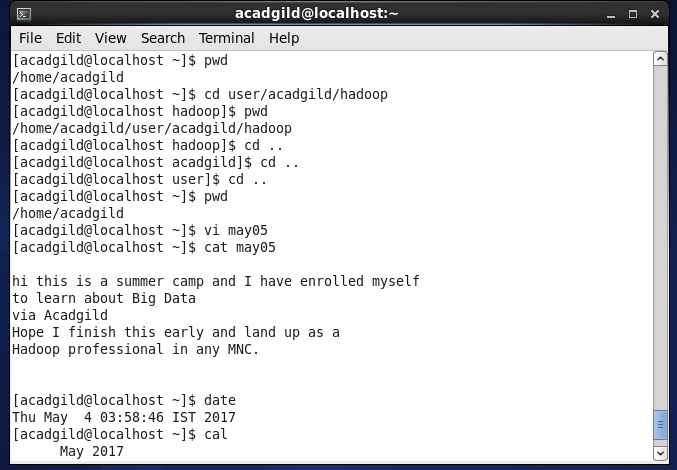 acadgild@localhost:~
File Edit View Search Terminal Help
[acadgild@localhost ~]$ pwd
/home/acadgild
[acadgild@localhost ~]$ cd user/acadgild/hadoop
[acadgild@localhost hadoop]$ pwd
/home/acadgild/user/acadgild/hadoop
[acadgild@localhost hadoop]$ cd ..
[acadgild@localhost acadgild]$ cd ..
[acadgild@localhost user]$ cd ..
[acadgild@localhost ~]$ pwd
/home/acadgild
[acadgild@localhost ~]$ vi may05
[acadgild@localhost ~]$ cat may05
hi this is a summer camp and I have enrolled myself
to learn about Big Data
via Acadgild
Hope I finish this early and land up as a
Hadoop professional in any MNC.
[acadgild@localhost ~]$ date
Thu May  4 03:58:46 IST 2017
[acadgild@localhost ~]$ cal
      May 2017